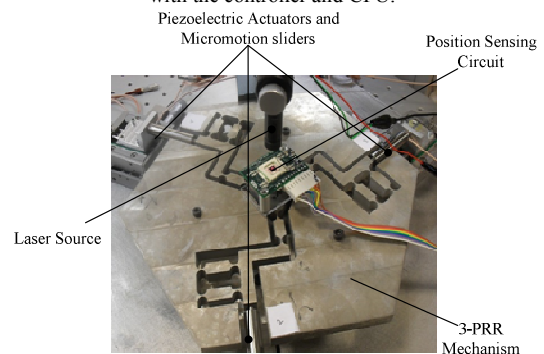 with the controller and CPU.
Piezoelectric Actuators and
Micromotion sliders
Position Sensing
Circuit
Laser Source
3-PRR
Mechanism